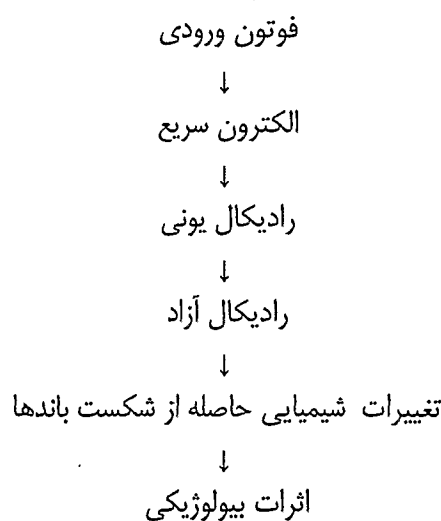 فوتون ورودی
↓
الکترون سریع
↓
رادیکال یونی
↓
رادیکال آزاد
↓
تغییرات شیمیایی حاصله از شکست باندها
↓
اثرات بیولوژیکی